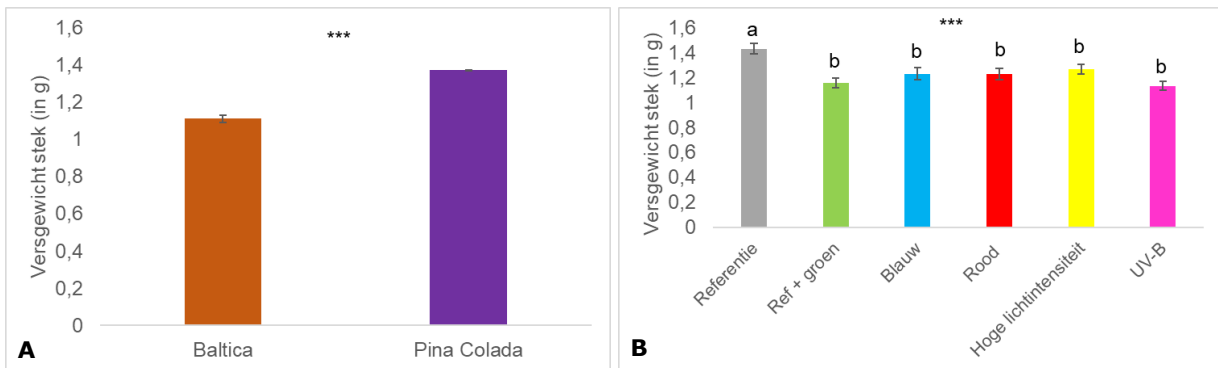 Versgewicht stek (in g)
1,6
1,4
1,2
1
0,8
0,6
0,4
0,2
0
***
Baltica
Pina Colada
A
Versgewicht stek (in g)
1,6
1,4
1,2
1
0,8
0,6
0,4
0,2
0
***
a
b
b
b
b
b
Referentie
Ref + groen
Blauw
Rood
Hoge lichtintensiteit
UV-B
B